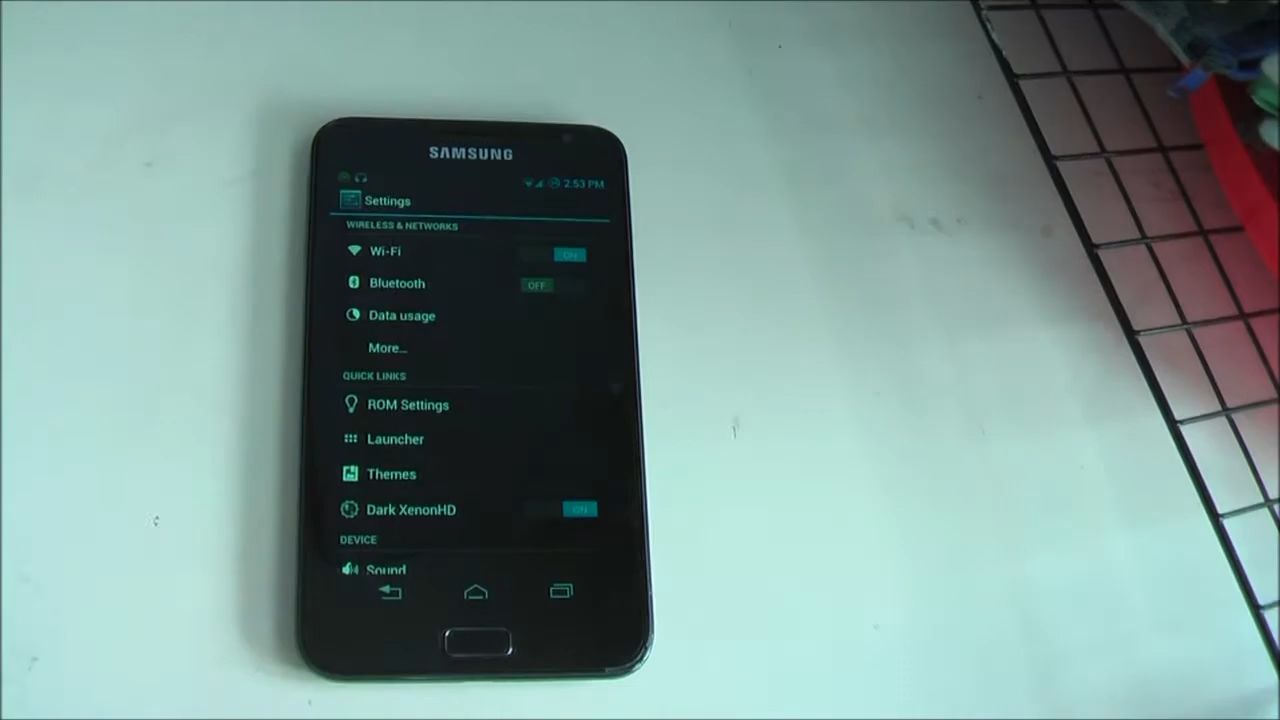 SAMSUNG
2:53 PM
Settings
WIRELESS & NETWORKS
Wi-Fi ON
Bluetooth OFF
Data usage
More...
QUICK LINKS
ROM Settings
Launcher
Themes
Dark XenonHD ON
DEVICE
Sound